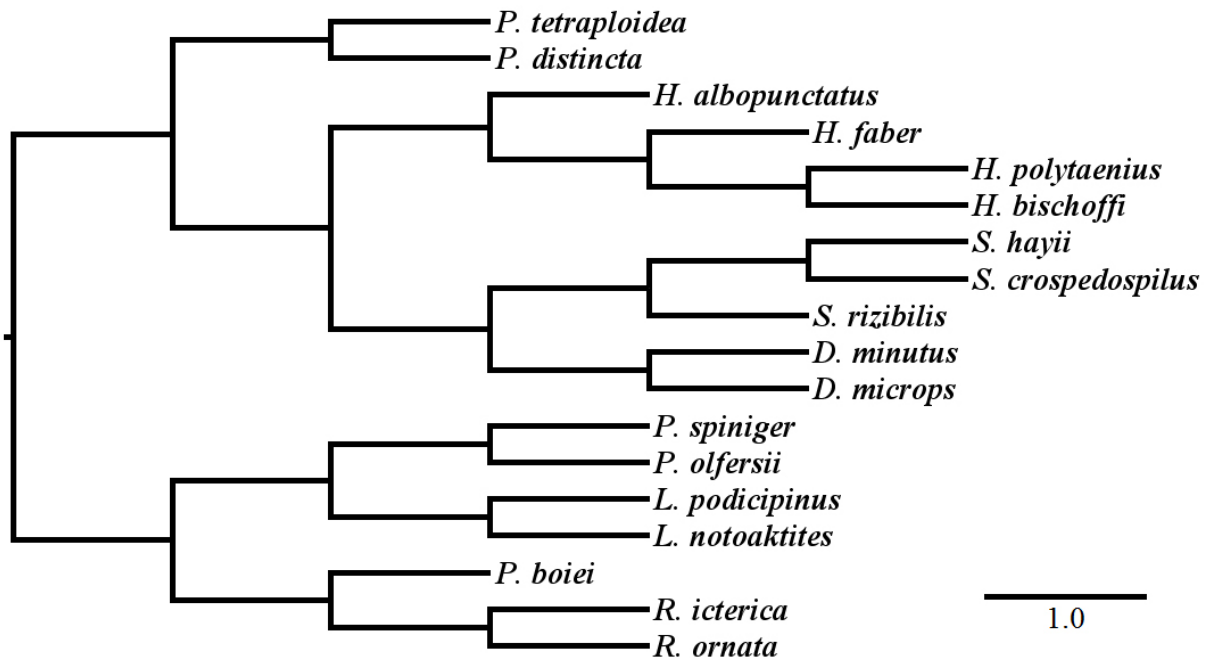 P. tetraploidea
P. distincta
H. albopunctatus
H. faber
H. polytaenius
H. bischoffi
S. hayii
S. crospedospilus
S. rizibilis
D. minutus
D. microps
P. spiniger
P. olfersii
L. podicipinus
L. notoaktites
P. boiei
R. icterica
R. ornata
1.0